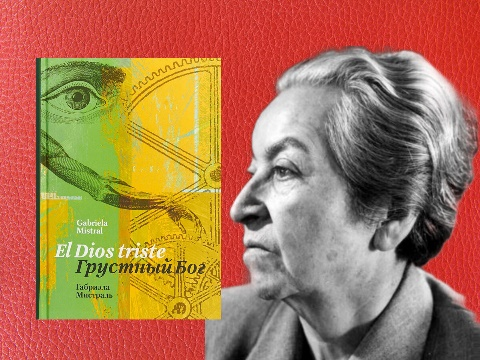 Gabriela
Mistral
El Dios triste
Грустный Бог
Габриэла
Мистраль